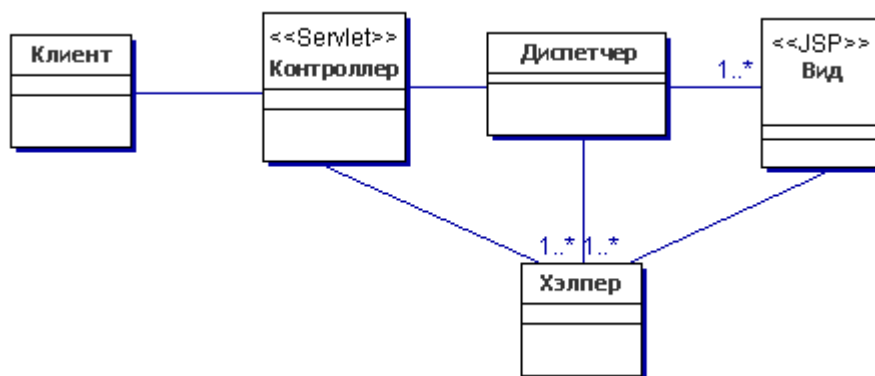 Клиент
<<Servlet>>
Контроллер
Диспетчер
1..*
<<JSP>>
Вид
1..*
1..*
Хэлпер